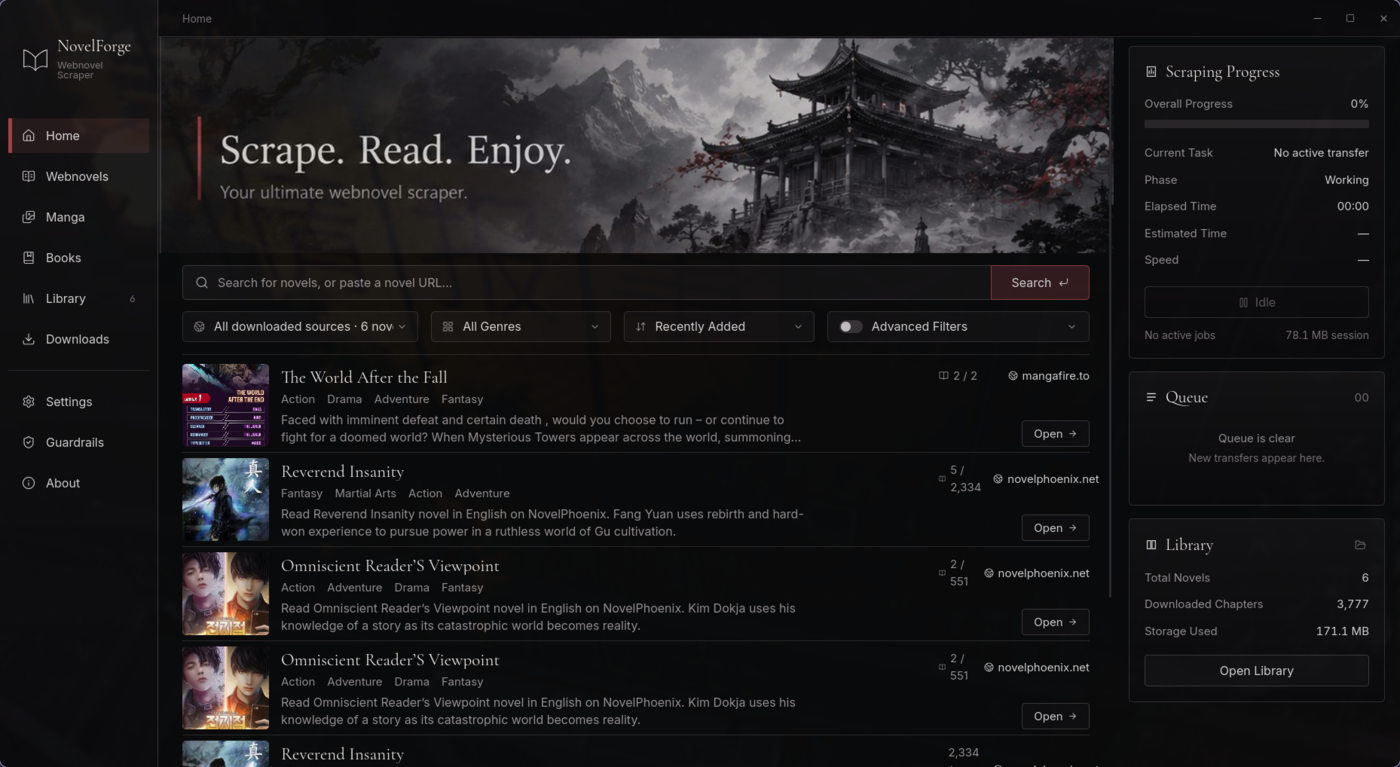 NovelForge
Webnovel
Scraper
Home
Webnovels
Manga
Books
Library 6
Downloads
Settings
Guardrails
About
Home
Scrape. Read. Enjoy.
Your ultimate webnovel scraper.
Search for novels, or paste a novel URL...
Search
All downloaded sources · 6 nov
All Genres
Recently Added
Advanced Filters
THE WORLD
AFTER THE END
The World After the Fall
Action Drama Adventure Fantasy
Faced with imminent defeat and certain death , would you choose to run – or continue to
fight for a doomed world? When Mysterious Towers appear across the world, summoning...
2 / 2
mangafire.to
Open →
真
人
Reverend Insanity
Fantasy Martial Arts Action Adventure
Read Reverend Insanity novel in English on NovelPhoenix. Fang Yuan uses rebirth and hard-
won experience to pursue power in a ruthless world of Gu cultivation.
5 /
2,334
novelphoenix.net
Open →
Omniscient Reader’S Viewpoint
Action Adventure Drama Fantasy
Read Omniscient Reader’s Viewpoint novel in English on NovelPhoenix. Kim Dokja uses his
knowledge of a story as its catastrophic world becomes reality.
2 /
551
novelphoenix.net
Open →
Omniscient Reader’S Viewpoint
Action Adventure Drama Fantasy
Read Omniscient Reader’s Viewpoint novel in English on NovelPhoenix. Kim Dokja uses his
knowledge of a story as its catastrophic world becomes reality.
2 /
551
novelphoenix.net
Open →
真
Reverend Insanity
2,334
Scraping Progress
Overall Progress 0%
Current Task No active transfer
Phase Working
Elapsed Time 00:00
Estimated Time —
Speed —
Idle
No active jobs 78.1 MB session
Queue 00
Queue is clear
New transfers appear here.
Library
Total Novels 6
Downloaded Chapters 3,777
Storage Used 171.1 MB
Open Library